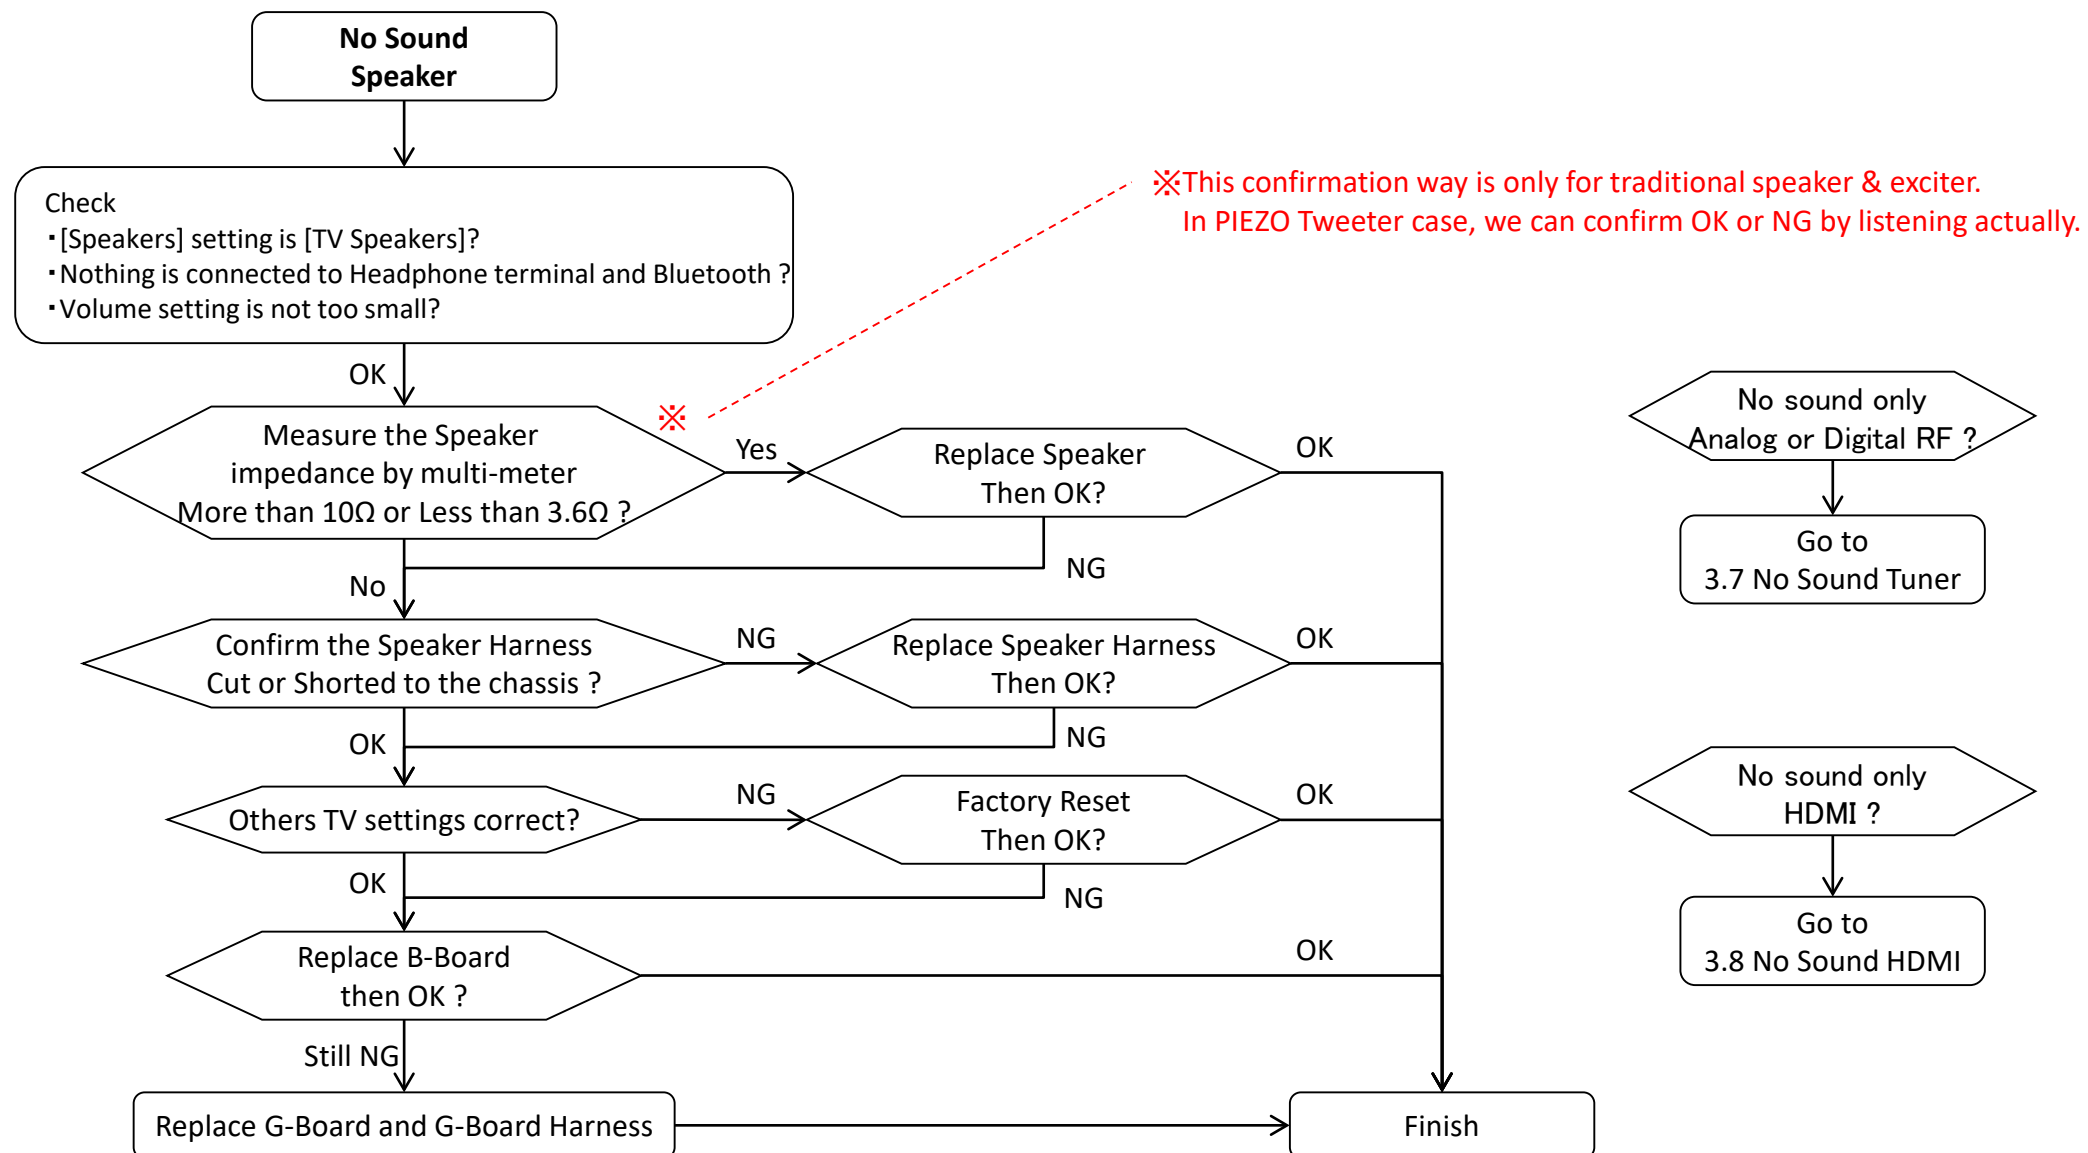 No Sound
Speaker
Check
・[Speakers] setting is [TV Speakers]?
・Nothing is connected to Headphone terminal and Bluetooth ?
・Volume setting is not too small?
※This confirmation way is only for traditional speaker & exciter.
In PIEZO Tweeter case, we can confirm OK or NG by listening actually.
OK
Measure the Speaker
impedance by multi-meter
More than 10Ω or Less than 3.6Ω ?
※
Yes
Replace Speaker
Then OK?
OK
NG
No
Confirm the Speaker Harness
Cut or Shorted to the chassis ?
NG
Replace Speaker Harness
Then OK?
OK
NG
OK
Others TV settings correct?
NG
Factory Reset
Then OK?
OK
NG
OK
Replace B-Board
then OK ?
OK
Still NG
Replace G-Board and G-Board Harness
Finish
No sound only
Analog or Digital RF ?
Go to
3.7 No Sound Tuner
No sound only
HDMI ?
Go to
3.8 No Sound HDMI